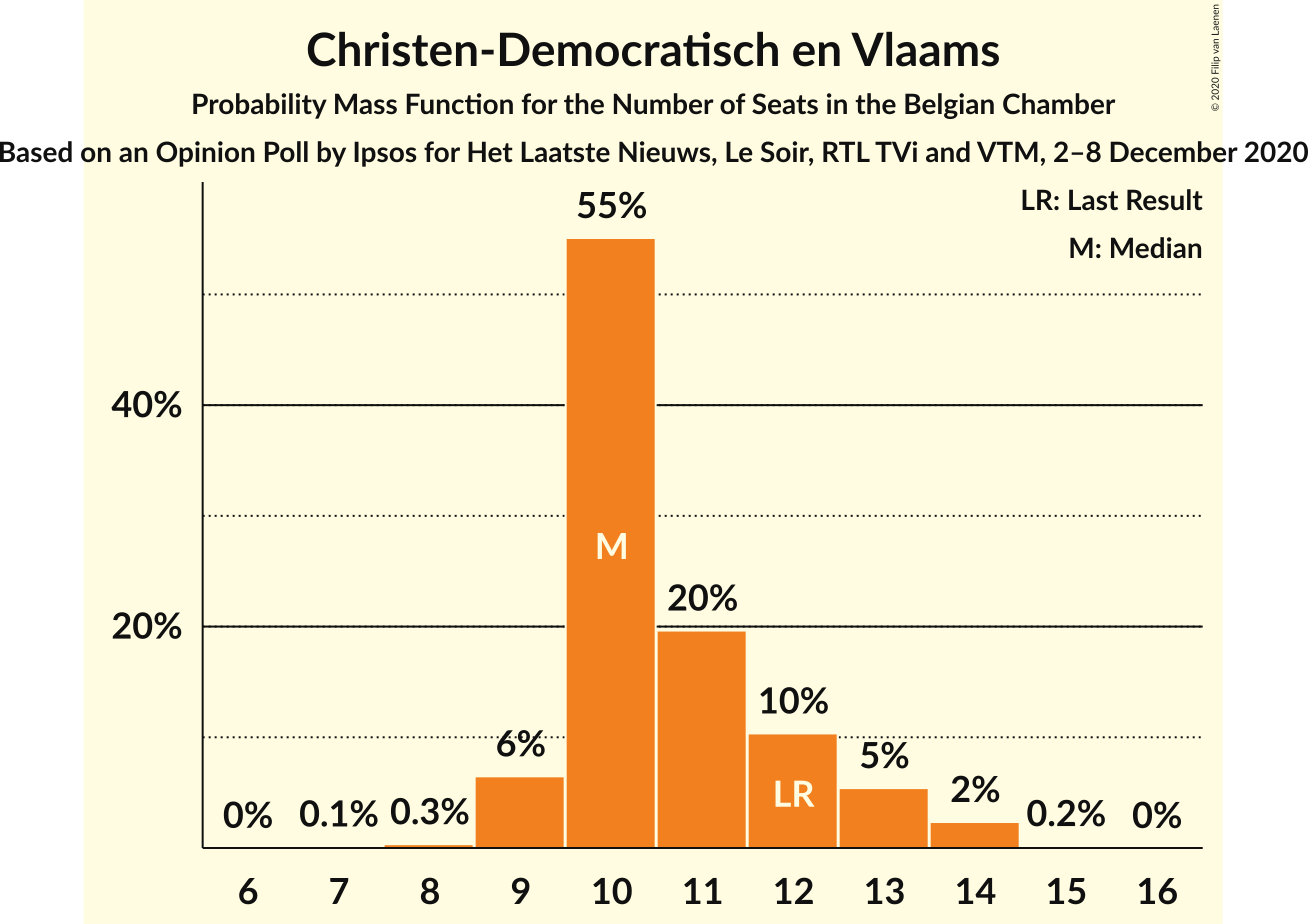 Christen-Democratisch en Vlaams
Probability Mass Function for the Number of Seats in the Belgian Chamber
Based on an Opinion Poll by Ipsos for Het Laatste Nieuws, Le Soir, RTL TVi and VTM, 2–8 December 2020
© 2020 Filip van Laenen
LR: Last Result
M: Median
55%
40%
M
20%
20%
10%
6%
5%
LR
2%
0%
0.1%
0.3%
0.2%
0%
6 7 8 9 10 11 12 13 14 15 16